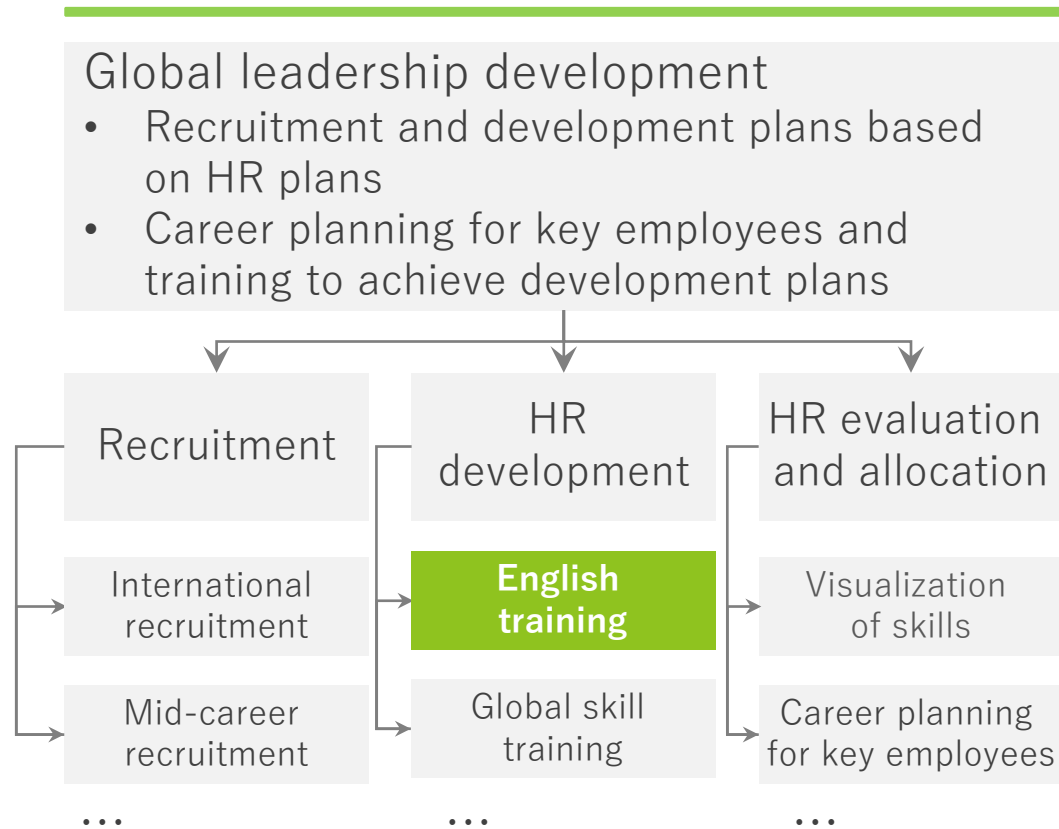 Global leadership development
• Recruitment and development plans based
on HR plans
• Career planning for key employees and
training to achieve development plans
Recruitment
HR
development
HR evaluation
and allocation
International
recruitment
English
training
Visualization
of skills
Mid-career
recruitment
Global skill
training
Career planning
for key employees
… … …